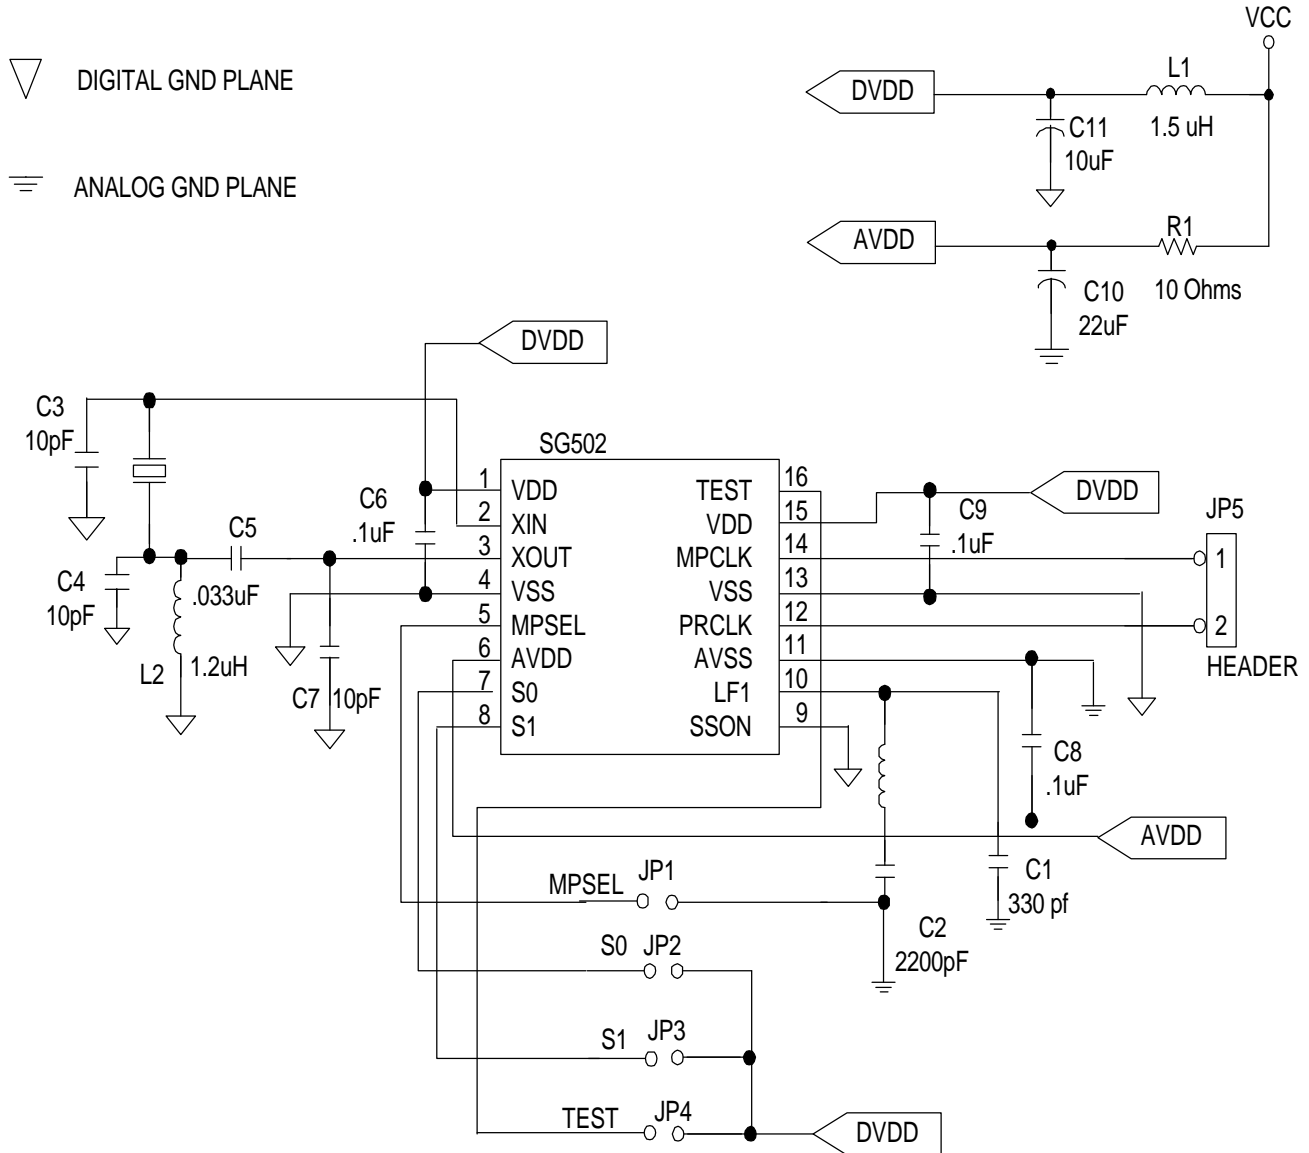 VCC
DIGITAL GND PLANE
ANALOG GND PLANE
DVDD
L1
1.5 uH
C11
10uF
AVDD
R1
10 Ohms
C10
22uF
DVDD
C3
10pF
SG502
C6
.1uF
C5
.033uF
C4
10pF
L2
1.2uH
C7
10pF
1
VDD
2
XIN
3
XOUT
4
VSS
5
MPSEL
6
AVDD
7
S0
8
S1
TEST
16
VDD
15
MPCLK
14
VSS
13
PRCLK
12
AVSS
11
LF1
10
SSON
9
C9
.1uF
DVDD
JP5
1
2
HEADER
C8
.1uF
AVDD
C1
330 pf
C2
2200pF
MPSEL
JP1
S0
JP2
S1
JP3
TEST
JP4
DVDD